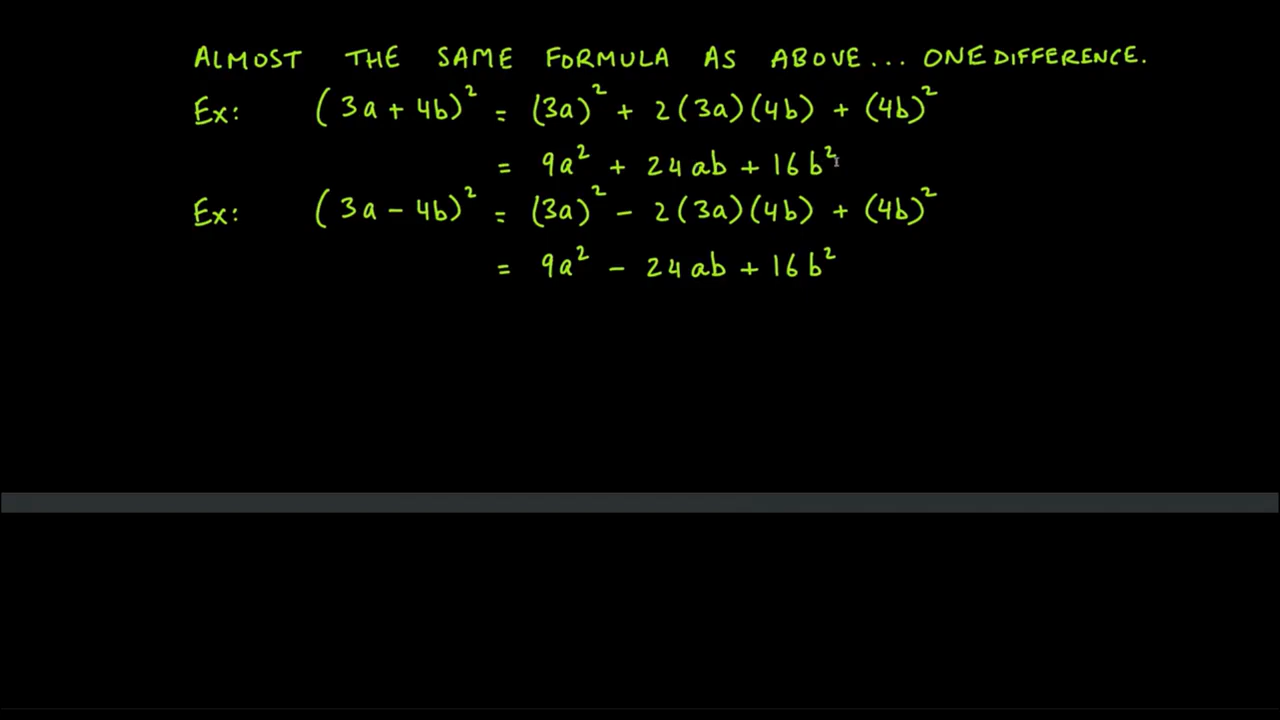 ALMOST THE SAME FORMULA AS ABOVE... ONE DIFFERENCE.
Ex: (3a + 4b)² = (3a)² + 2(3a)(4b) + (4b)²
= 9a² + 24ab + 16b²
Ex: (3a - 4b)² = (3a)² - 2(3a)(4b) + (4b)²
= 9a² - 24ab + 16b²